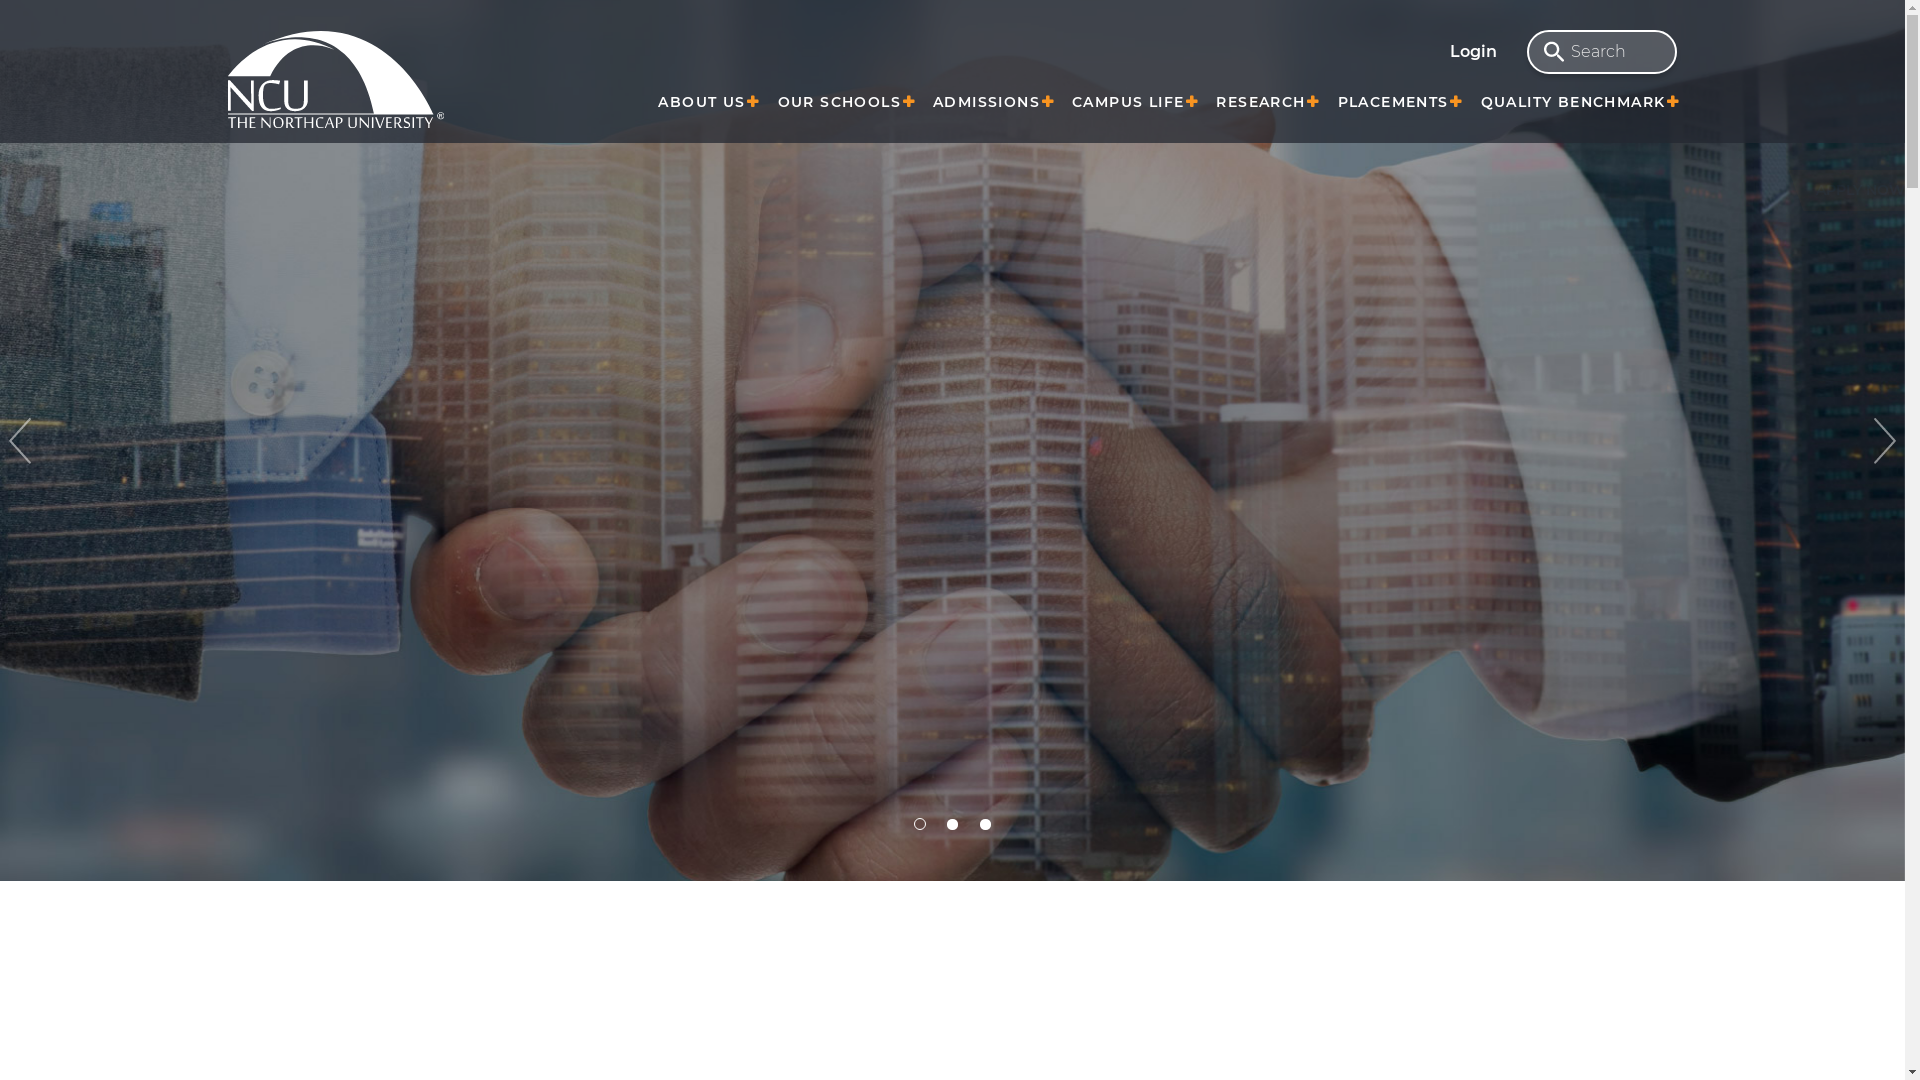 Login
Search
NCU
THE NORTHCAP UNIVERSITY ®
ABOUT US
OUR SCHOOLS
ADMISSIONS
CAMPUS LIFE
RESEARCH
PLACEMENTS
QUALITY BENCHMARK